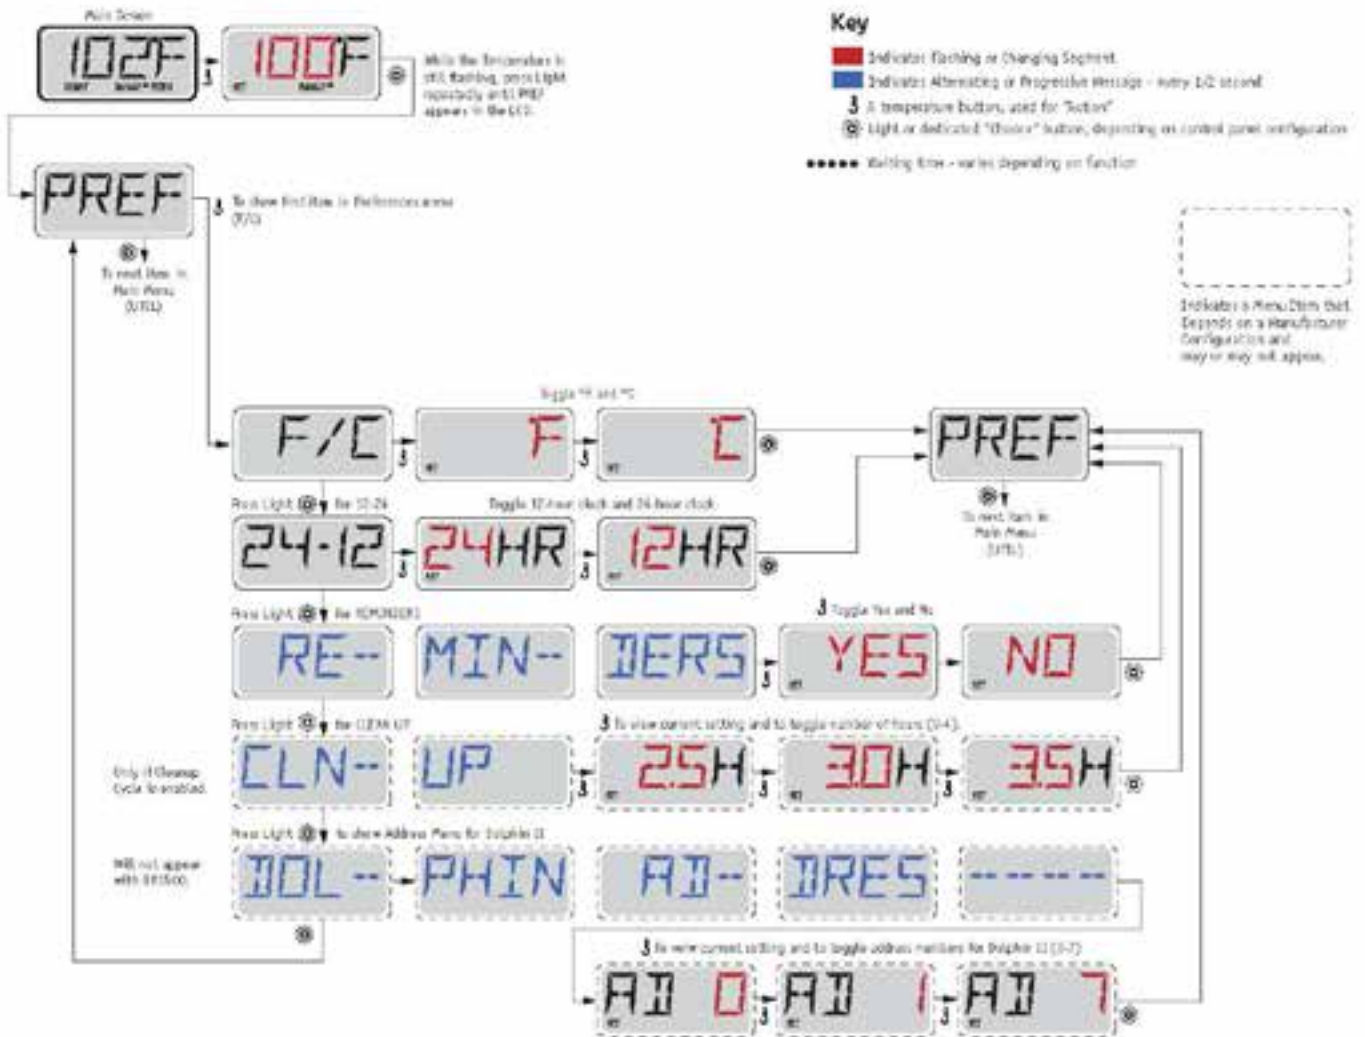 Main Screen
102°F
100°F
While the Temperature is
still flashing, press Light
repeatedly until PREF
appears in the LCD.
Key
Indicates Flashing or Changing Segment
Indicates Alternating or Progressive Message - every 1/2 second
A temperature button, used for "Action"
Light or dedicated "Choose" button, depending on control panel configuration
Waiting time - varies depending on function
PREF
To show first item in Preferences menu
(F/C)
To next item in
Main Menu
(UTIL)
Indicates a Menu Item that
Depends on a Manufacturer
Configuration and
may or may not appear.
Toggle °F and °C
F/C
°F
°C
PREF
Press Light for 12-24
Toggle 12-hour clock and 24-hour clock
To next item in
Main Menu
(UTIL)
24-12
24HR
12HR
Press Light for REMINDERS
Toggle Yes and No
RE--
MIN--
DERS
YES
NO
Press Light for CLEAN UP
To view current setting and to toggle number of hours (0-4).
Only if Cleanup
Cycle is enabled.
CLN--
UP
2.5H
3.0H
3.5H
Press Light to show Address Menu for Dolphin II
Will not appear
with
DOL--
PHIN
AD--
DRES
----
To view current setting and to toggle address numbers for Dolphin II (0-7)
AD 0
AD 1
AD 7